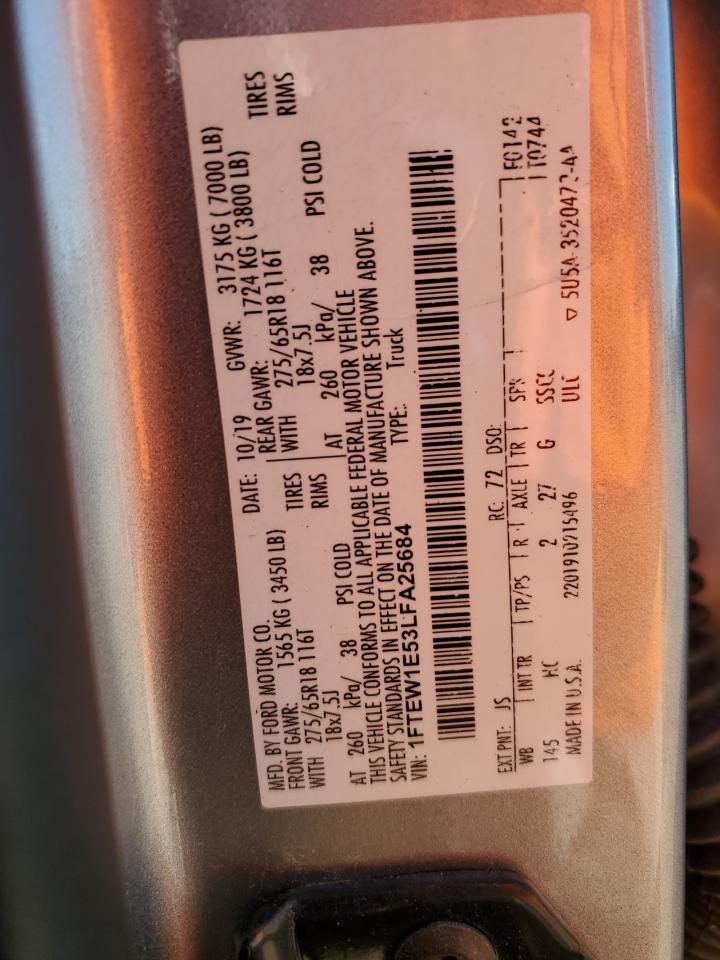 MFD. BY FORD MOTOR CO. DATE: 10/19 GVWR: 3175 KG ( 7000 LB)
FRONT GAWR: 1565 KG ( 3450 LB) REAR GAWR: 1724 KG ( 3800 LB)
WITH 275/65R18 116T TIRES WITH 275/65R18 116T TIRES
18x7.5J RIMS 18x7.5J RIMS
AT 260 kPa/ 38 PSI COLD AT 260 kPa/ 38 PSI COLD
THIS VEHICLE CONFORMS TO ALL APPLICABLE FEDERAL MOTOR VEHICLE
SAFETY STANDARDS IN EFFECT ON THE DATE OF MANUFACTURE SHOWN ABOVE.
VIN: 1FTEW1E53LFA25684 TYPE: Truck
EXT PNT: JS RC: 72 DSO: F0142
WB INT TR TP/PS R AXLE TR SPR T0744
145 HC 2 27 G SSCC
MADE IN U.S.A. 2201910215496 ULC ▽ 5U5A-3520472-AA